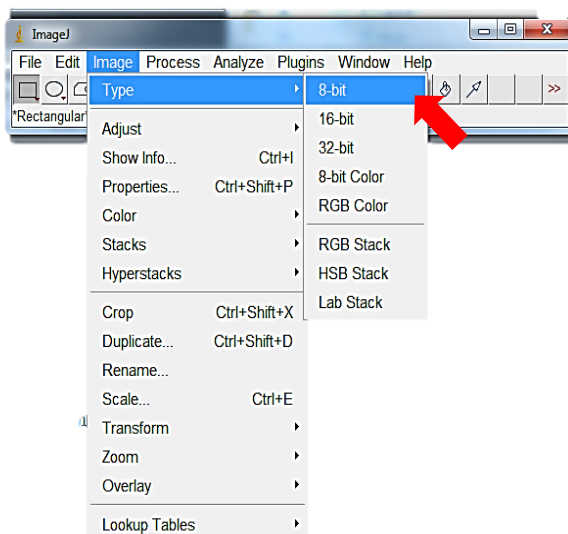 ImageJ
File Edit Image Process Analyze Plugins Window Help
*Rectangular*
>>
Type
Adjust
Show Info... Ctrl+I
Properties... Ctrl+Shift+P
Color
Stacks
Hyperstacks
Crop Ctrl+Shift+X
Duplicate... Ctrl+Shift+D
Rename...
Scale... Ctrl+E
Transform
Zoom
Overlay
Lookup Tables
8-bit
16-bit
32-bit
8-bit Color
RGB Color
RGB Stack
HSB Stack
Lab Stack